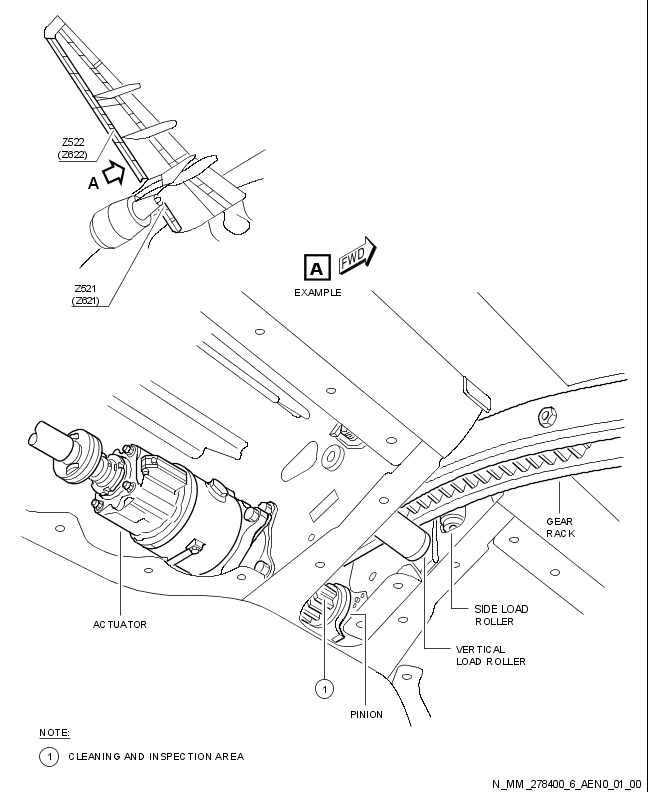 Z522
(Z622)
A
Z521
(Z621)
A
FWD
EXAMPLE
GEAR
RACK
ACTUATOR
SIDE LOAD
ROLLER
VERTICAL
LOAD ROLLER
1
PINION
NOTE:
1 CLEANING AND INSPECTION AREA
N_MM_278400_6_AEN0_01_00